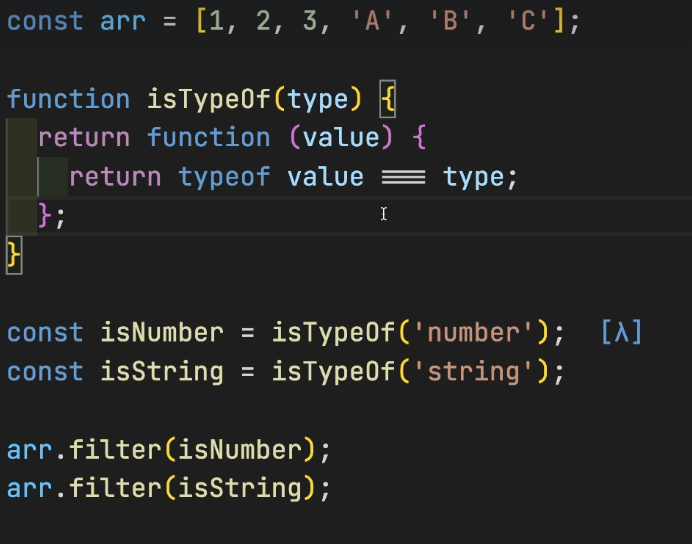 const arr = [1, 2, 3, 'A', 'B', 'C'];
function isTypeOf(type) {
return function (value) {
return typeof value === type;
};
}
const isNumber = isTypeOf('number'); [λ]
const isString = isTypeOf('string');
arr.filter(isNumber);
arr.filter(isString);